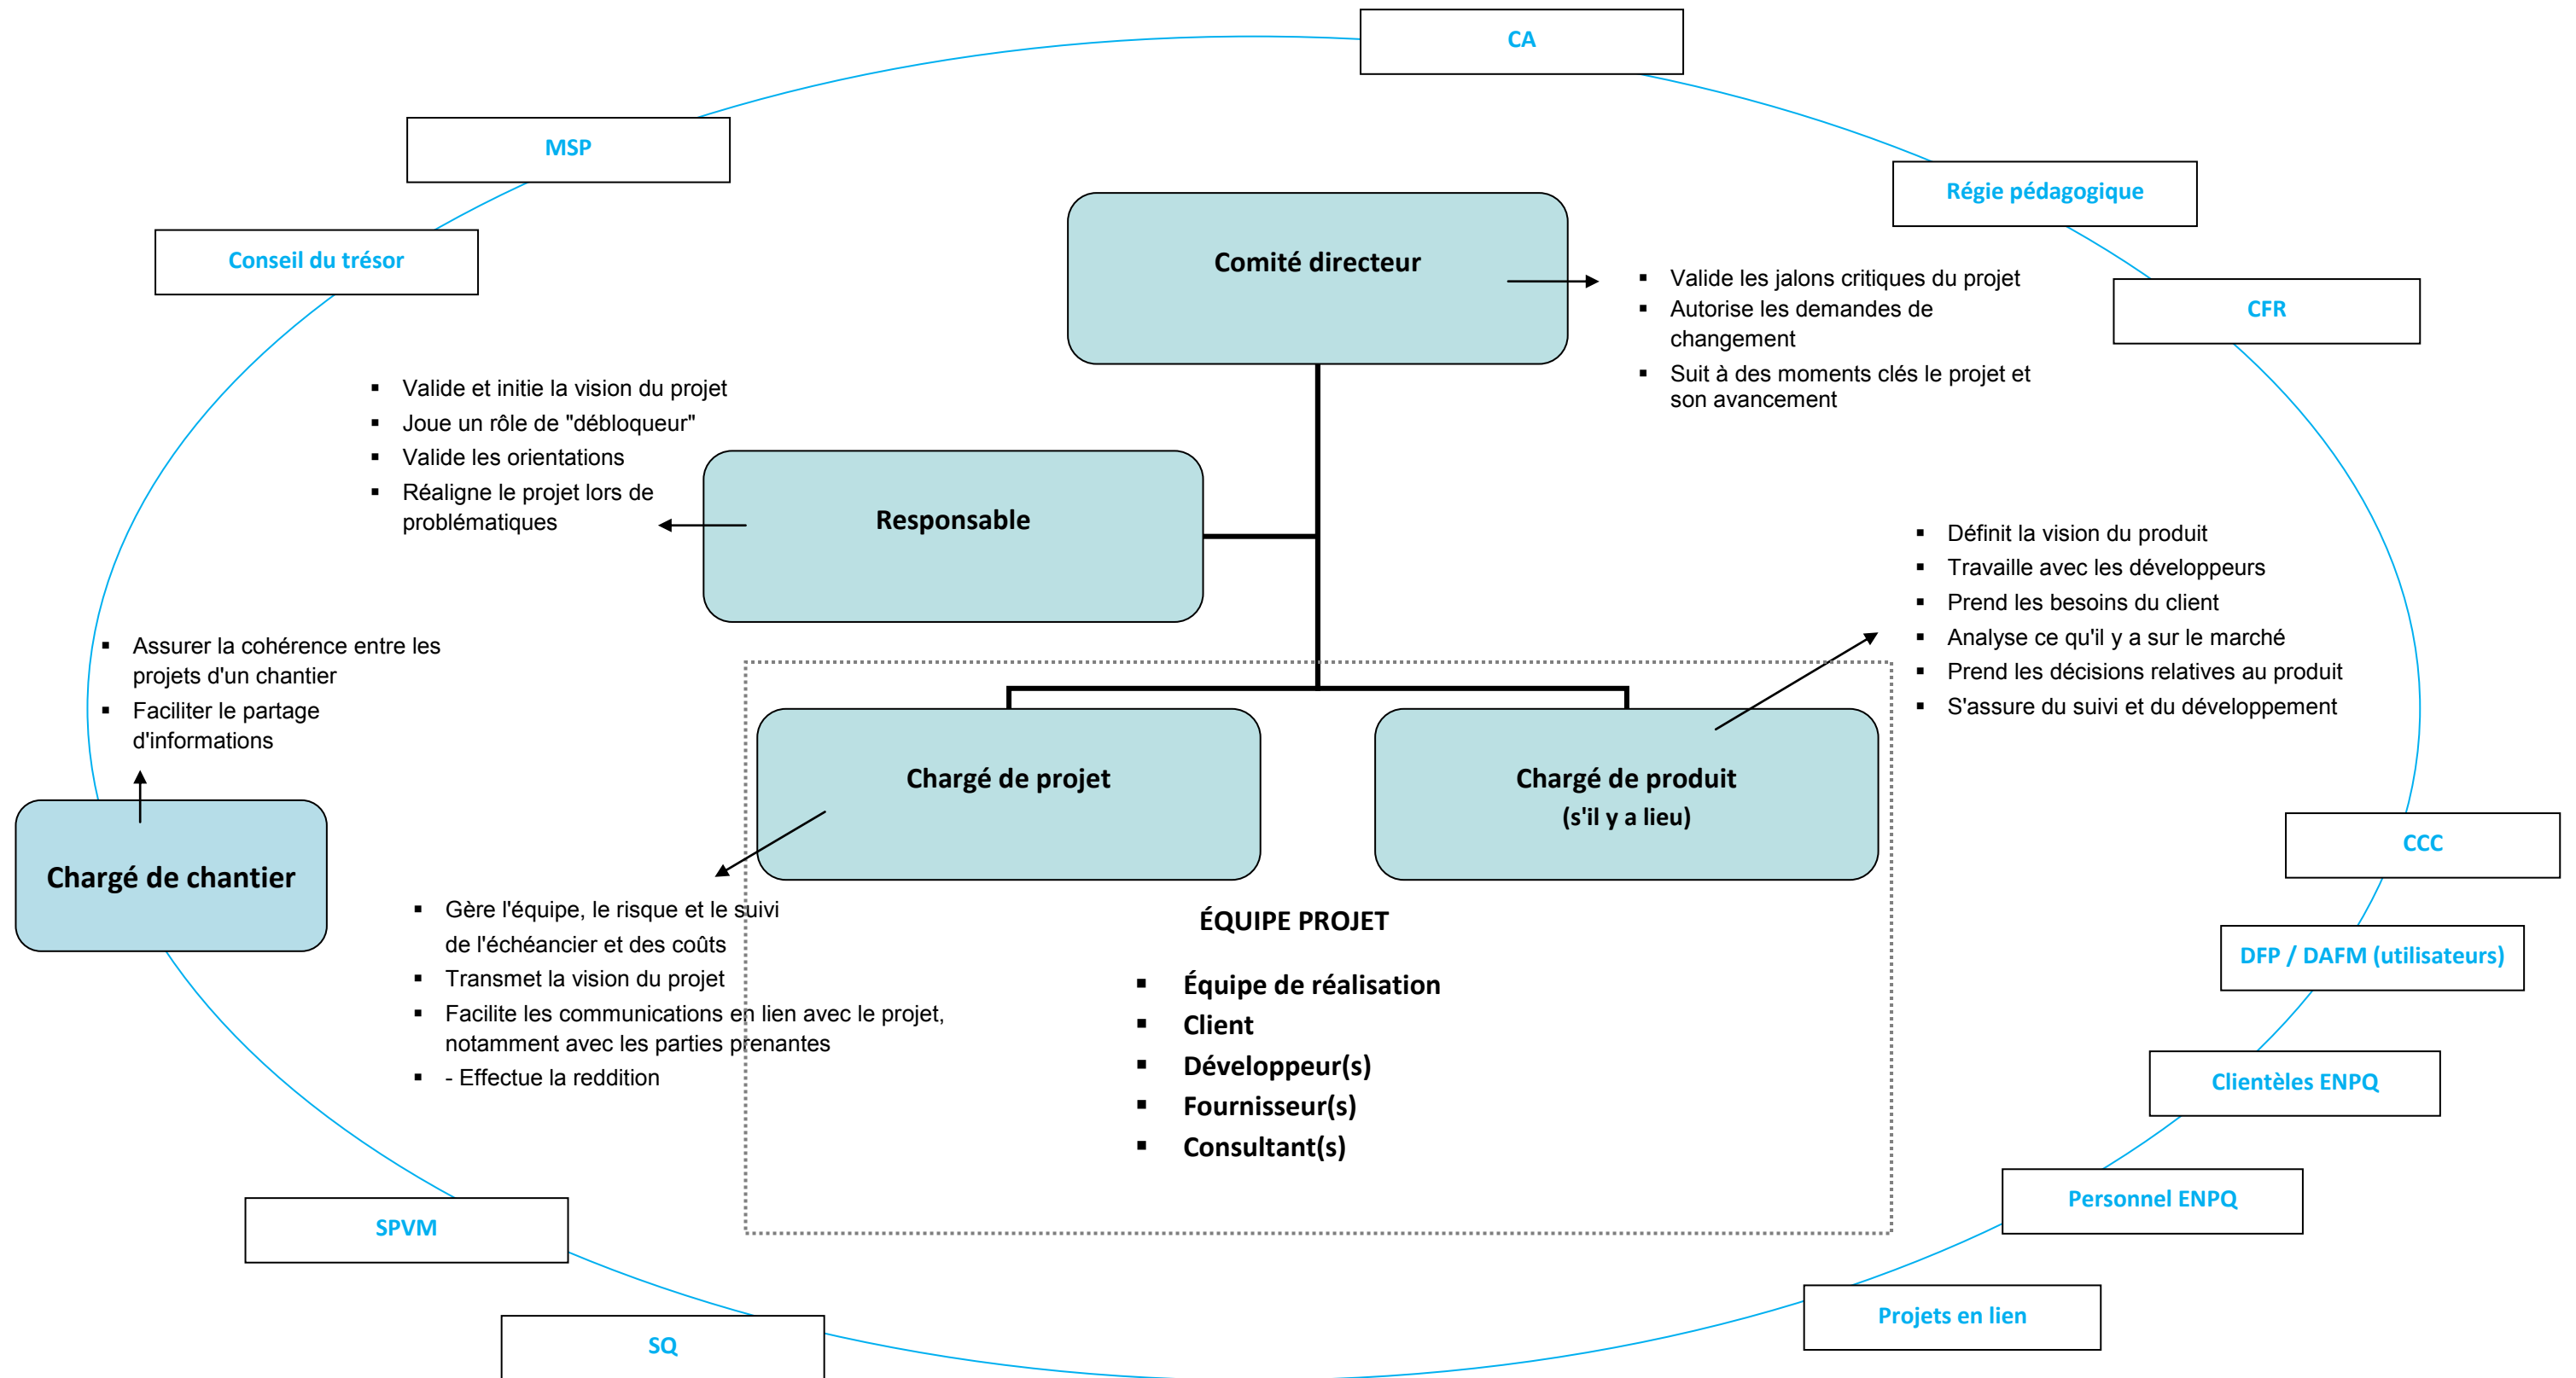 CA
MSP
Régie pédagogique
Conseil du trésor
Comité directeur
▪ Valide les jalons critiques du projet
▪ Autorise les demandes de
changement
▪ Suit à des moments clés le projet et
son avancement
CFR
▪ Valide et initie la vision du projet
▪ Joue un rôle de "débloqueur"
▪ Valide les orientations
▪ Réaligne le projet lors de
problématiques
Responsable
▪ Définit la vision du produit
▪ Travaille avec les développeurs
▪ Prend les besoins du client
▪ Analyse ce qu'il y a sur le marché
▪ Prend les décisions relatives au produit
▪ S'assure du suivi et du développement
▪ Assurer la cohérence entre les
projets d'un chantier
▪ Faciliter le partage
d'informations
Chargé de chantier
Chargé de projet
Chargé de produit
(s'il y a lieu)
CCC
▪ Gère l'équipe, le risque et le suivi
de l'échéancier et des coûts
▪ Transmet la vision du projet
▪ Facilite les communications en lien avec le projet,
notamment avec les parties prenantes
▪ - Effectue la reddition
ÉQUIPE PROJET
▪ Équipe de réalisation
▪ Client
▪ Développeur(s)
▪ Fournisseur(s)
▪ Consultant(s)
DFP / DAFM (utilisateurs)
Clientèles ENPQ
Personnel ENPQ
SPVM
Projets en lien
SQ